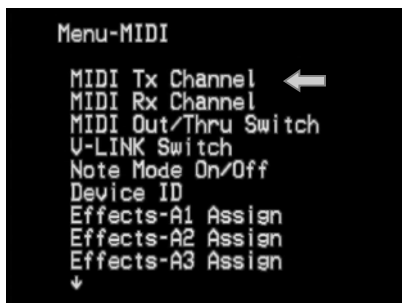 Menu-MIDI
MIDI Tx Channel
MIDI Rx Channel
MIDI Out/Thru Switch
V-LINK Switch
Note Mode On/Off
Device ID
Effects-A1 Assign
Effects-A2 Assign
Effects-A3 Assign